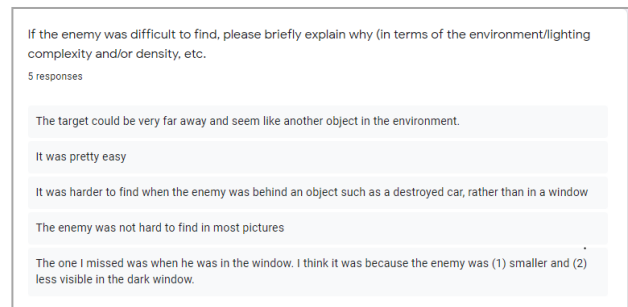 If the enemy was difficult to find, please briefly explain why (in terms of the environment/lighting
complexity and/or density, etc.
5 responses
The target could be very far away and seem like another object in the environment.
It was pretty easy
It was harder to find when the enemy was behind an object such as a destroyed car, rather than in a window
The enemy was not hard to find in most pictures
The one I missed was when he was in the window. I think it was because the enemy was (1) smaller and (2)
less visible in the dark window.